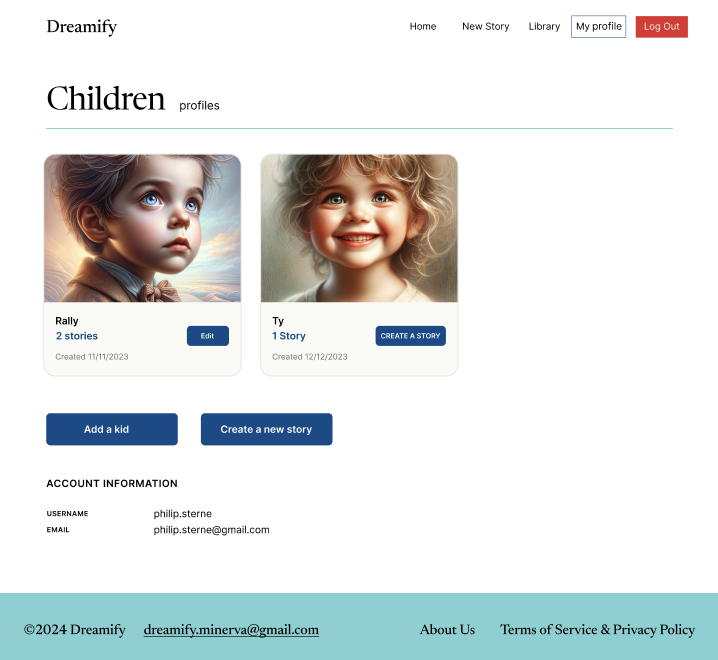 Dreamify Home New Story Library My profile Log Out
Children profiles
Rally
2 stories
Edit
Created 11/11/2023
Ty
1 Story
CREATE A STORY
Created 12/12/2023
Add a kid Create a new story
ACCOUNT INFORMATION
USERNAME philip.sterne
EMAIL philip.sterne@gmail.com
©2024 Dreamify dreamify.minerva@gmail.com About Us Terms of Service & Privacy Policy